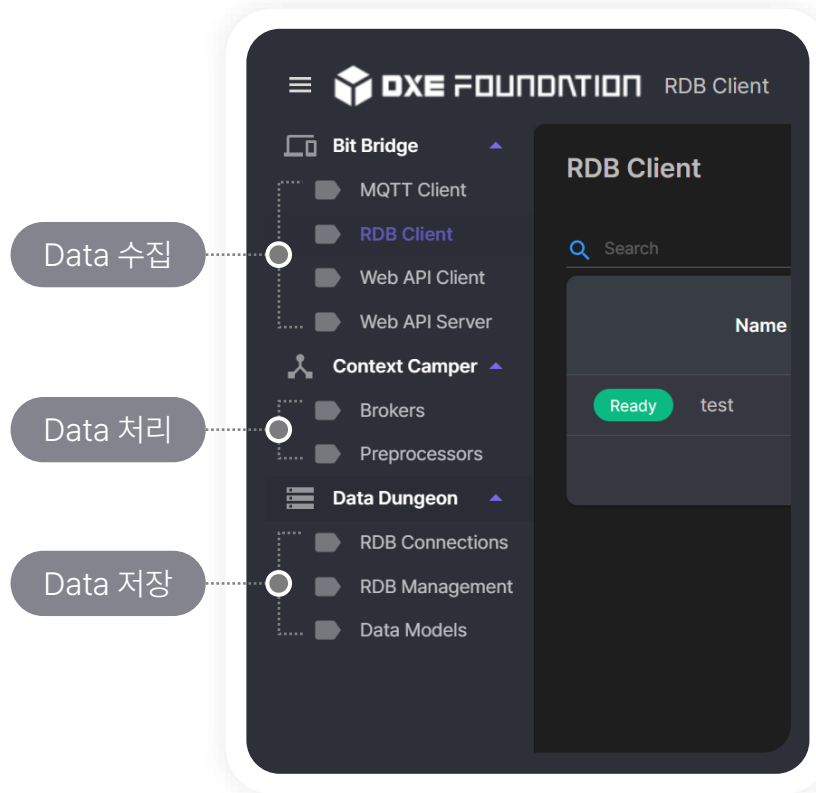 DXE FOUNDATION RDB Client
Bit Bridge
MQTT Client
RDB Client
Web API Client
Web API Server
Context Camper
Brokers
Preprocessors
Data Dungeon
RDB Connections
RDB Management
Data Models
Data 수집
Data 처리
Data 저장
RDB Client
Search
Name
Ready test